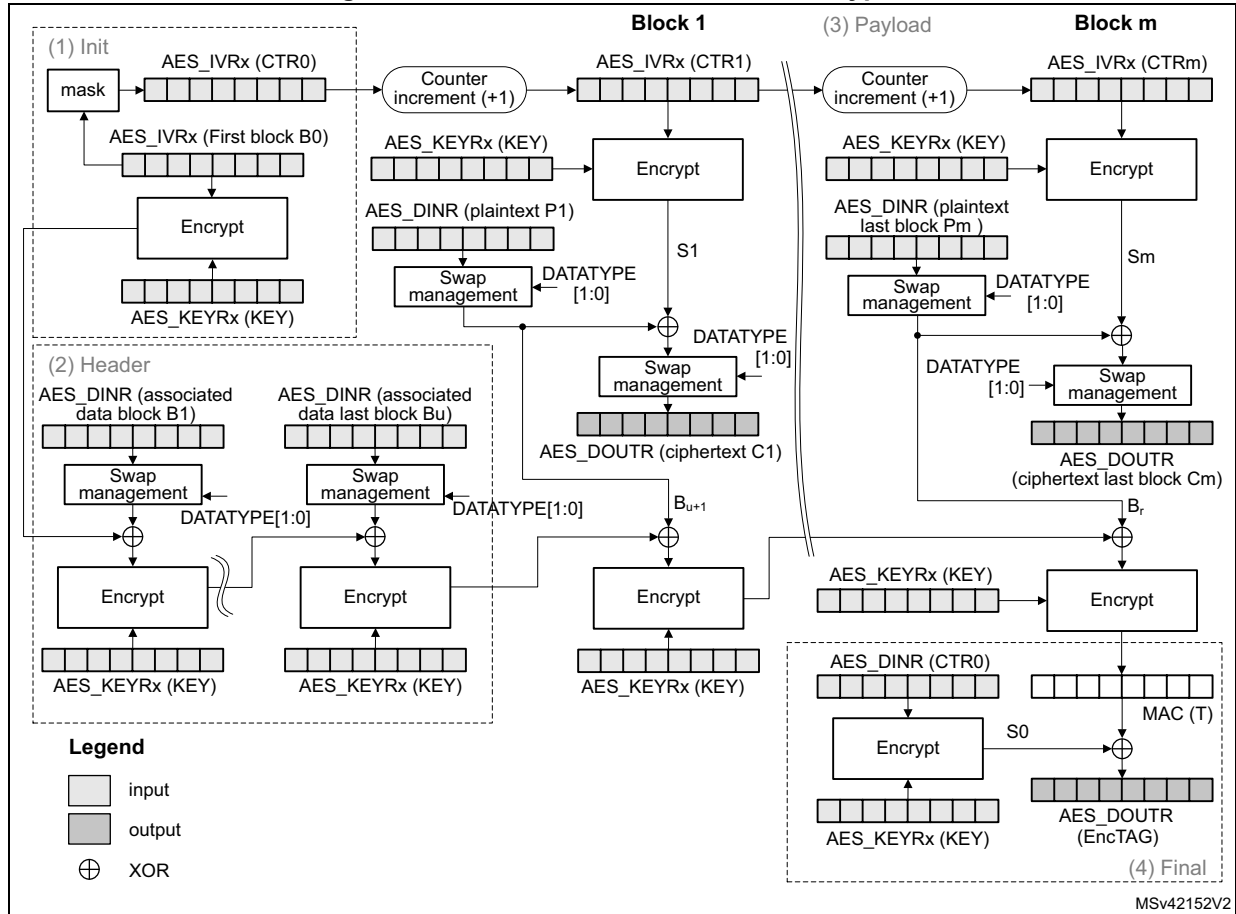 Block 1
(3) Payload
Block m
(1) Init
AES_IVRx (CTR0)
mask
Counter
increment (+1)
AES_IVRx (CTR1)
Counter
increment (+1)
AES_IVRx (CTRm)
AES_IVRx (First block B0)
AES_KEYRx (KEY)
Encrypt
AES_KEYRx (KEY)
Encrypt
Encrypt
AES_KEYRx (KEY)
AES_DINR (plaintext P1)
Swap
management
DATATYPE
[1:0]
S1
DATATYPE
[1:0]
Swap
management
AES_DOUTR (ciphertext C1)
AES_DINR (plaintext
last block Pm )
Swap
management
DATATYPE
[1:0]
Sm
DATATYPE
[1:0]
Swap
management
AES_DOUTR
(ciphertext last block Cm)
(2) Header
AES_DINR (associated
data block B1)
Swap
management
DATATYPE[1:0]
Encrypt
AES_KEYRx (KEY)
AES_DINR (associated
data last block Bu)
Swap
management
DATATYPE[1:0]
Encrypt
AES_KEYRx (KEY)
Bu+1
Encrypt
AES_KEYRx (KEY)
Br
AES_KEYRx (KEY)
Encrypt
AES_DINR (CTR0)
Encrypt
S0
MAC (T)
AES_KEYRx (KEY)
AES_DOUTR
(EncTAG)
(4) Final
Legend
input
output
XOR
MSv42152V2